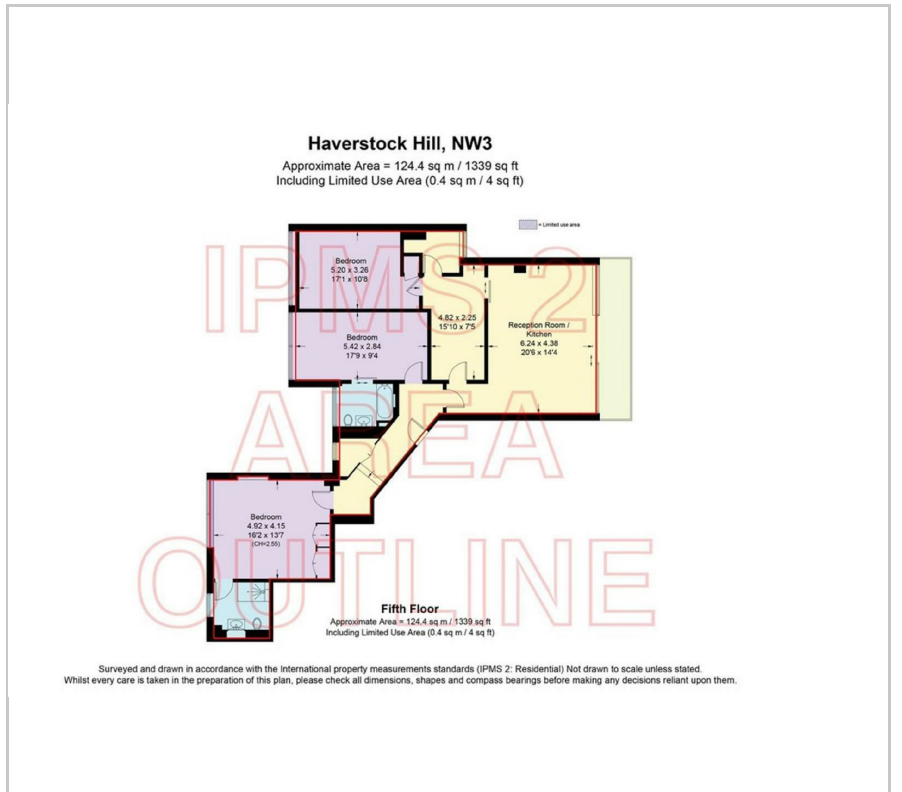 Haverstock Hill, NW3
Approximate Area = 124.4 sq m / 1339 sq ft
Including Limited Use Area (0.4 sq m / 4 sq ft)
= Limited use area
IPMS 2
AREA
OUTLINE
Bedroom
5.20 x 3.26
17'1 x 10'8
4.82 x 2.25
15'10 x 7'5
Reception Room /
Kitchen
6.24 x 4.38
20'6 x 14'4
Bedroom
5.42 x 2.84
17'9 x 9'4
Bedroom
4.92 x 4.15
16'2 x 13'7
(CH=2.55)
Fifth Floor
Approximate Area = 124.4 sq m / 1339 sq ft
Including Limited Use Area (0.4 sq m / 4 sq ft)
Surveyed and drawn in accordance with the International property measurements standards (IPMS 2: Residential) Not drawn to scale unless stated.
Whilst every care is taken in the preparation of this plan, please check all dimensions, shapes and compass bearings before making any decisions reliant upon them.